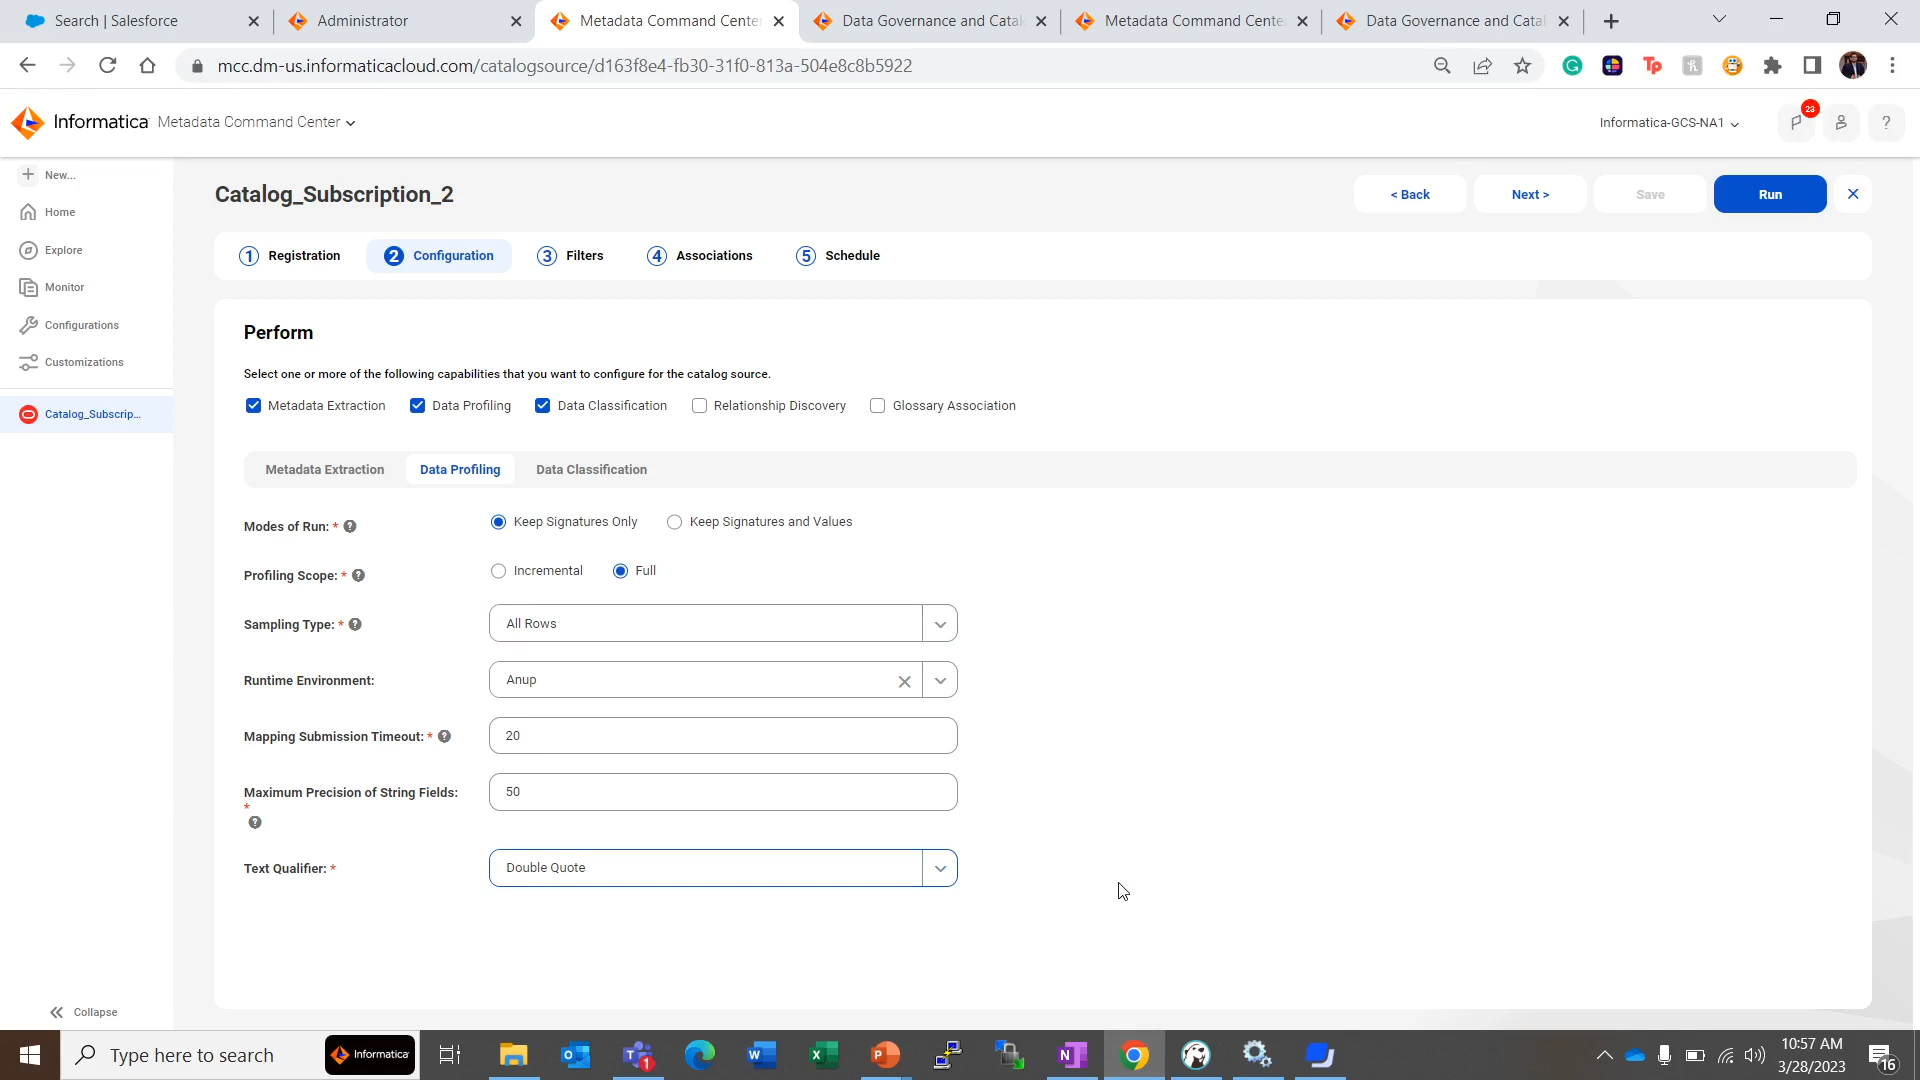 Search | Salesforce
Administrator
Metadata Command Center
Data Governance and Catal
Metadata Command Cente
Data Governance and Catal
mcc.dm-us.informaticacloud.com/catalogsource/d163f8e4-fb30-31f0-813a-504e8c8b5922
Informatica Metadata Command Center
Informatica-GCS-NA1
23
?
New...
Home
Explore
Monitor
Configurations
Customizations
Catalog_Subscrip...
Collapse
Catalog_Subscription_2
< Back
Next >
Save
Run
1 Registration
2 Configuration
3 Filters
4 Associations
5 Schedule
Perform
Select one or more of the following capabilities that you want to configure for the catalog source.
Metadata Extraction
Data Profiling
Data Classification
Relationship Discovery
Glossary Association
Metadata Extraction
Data Profiling
Data Classification
Modes of Run: * ?
Keep Signatures Only
Keep Signatures and Values
Profiling Scope: * ?
Incremental
Full
Sampling Type: * ?
All Rows
Runtime Environment:
Anup
Mapping Submission Timeout: * ?
20
Maximum Precision of String Fields:
*
?
50
Text Qualifier: *
Double Quote
Type here to search
Informatica
1
10:57 AM
3/28/2023
16